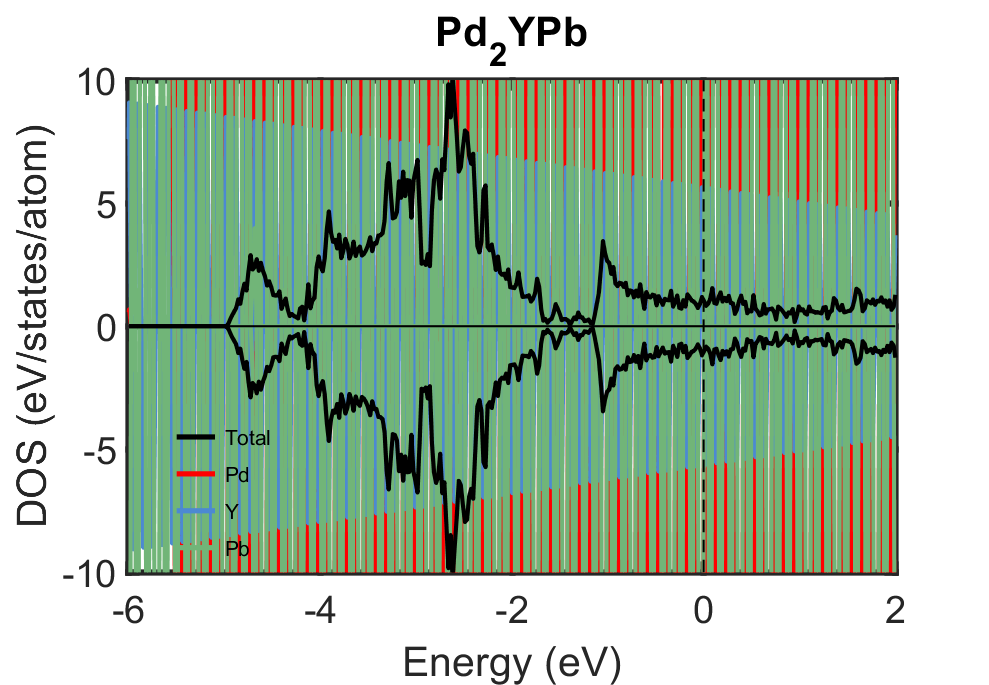 Pd2YPb
DOS (eV/states/atom)
10
5
0
-5
-10
Total
Pd
Y
Pb
-6
-4
-2
0
2
Energy (eV)